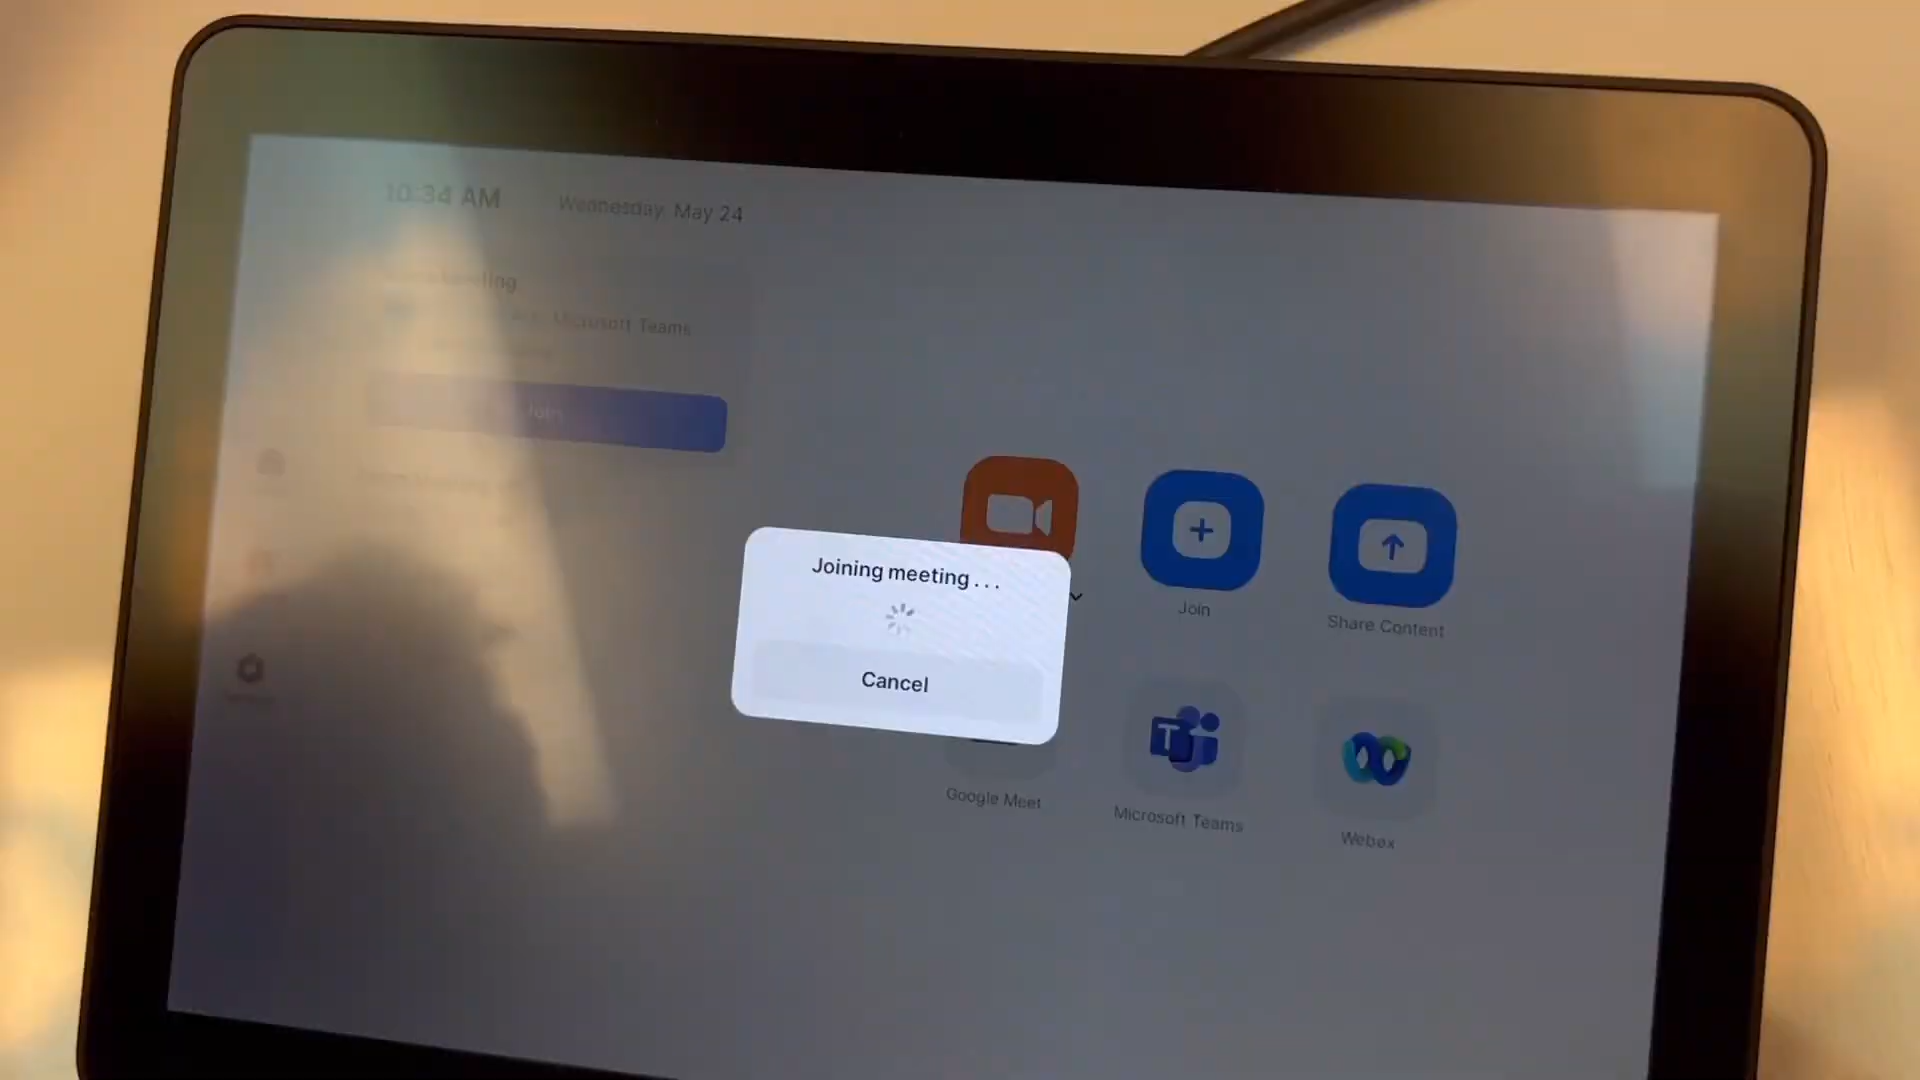 10:34 AM
Wednesday, May 24
Microsoft Teams
Join
Joining meeting...
Cancel
Join
Share Content
T
Google Meet
Microsoft Teams
Webex